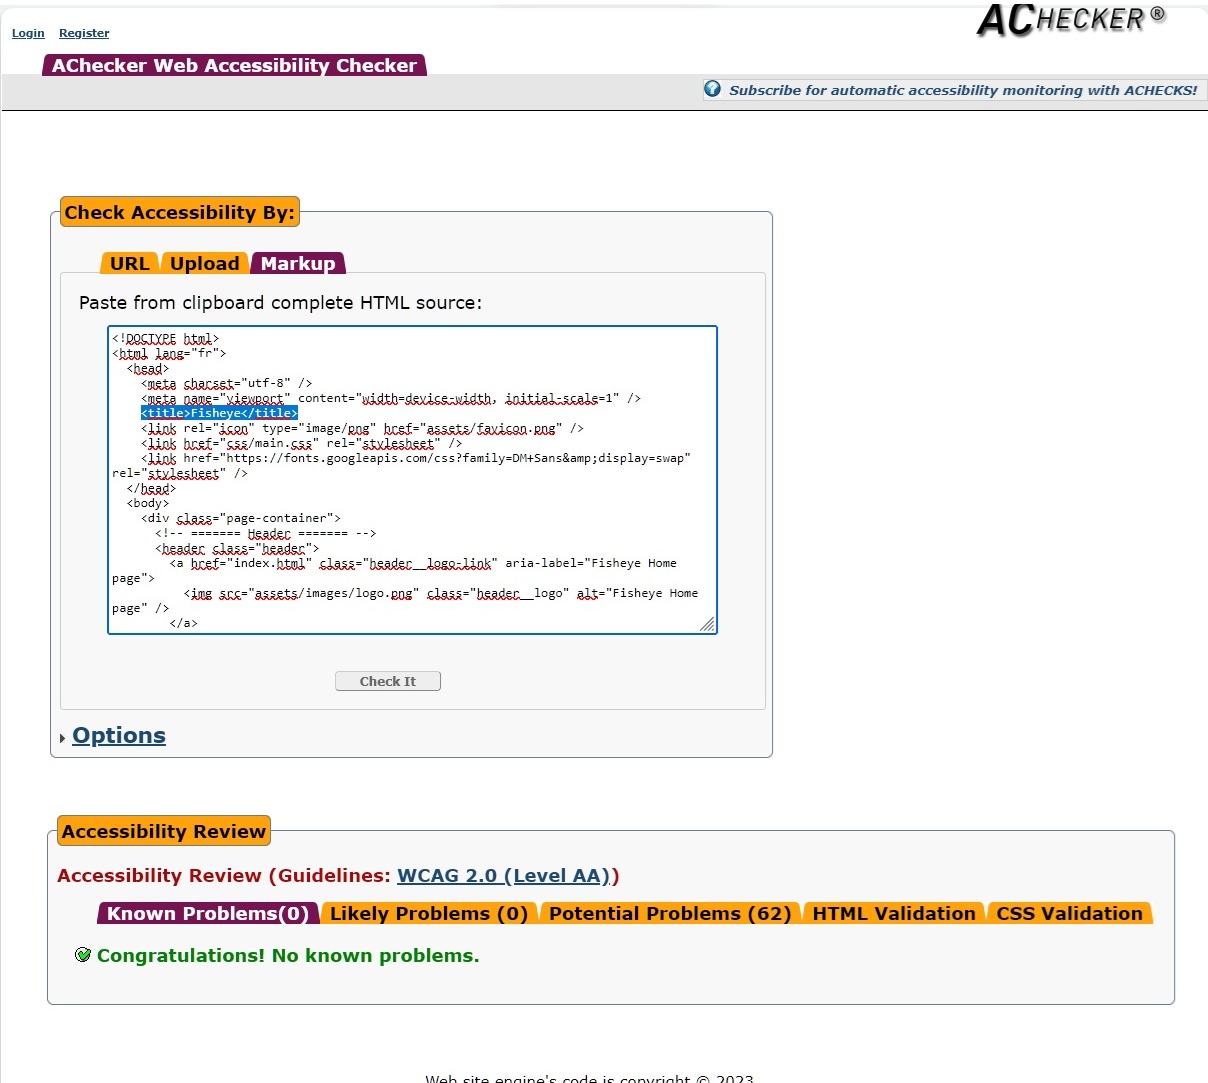 Login Register
ACHECKER ®
AChecker Web Accessibility Checker
Subscribe for automatic accessibility monitoring with ACHECKS!
Check Accessibility By:
URL Upload Markup
Paste from clipboard complete HTML source:
<!DOCTYPE html>
<html lang="fr">
<head>
<meta charset="utf-8" />
<meta name="viewport" content="width=device-width, initial-scale=1" />
<title>Fisheye</title>
<link rel="icon" type="image/png" href="assets/favicon.png" />
<link href="css/main.css" rel="stylesheet" />
<link href="https://fonts.googleapis.com/css?family=DM+Sans&amp;display=swap"
rel="stylesheet" />
</head>
<body>
<div class="page-container">
<!-- ======= Header ======= -->
<header class="header">
<a href="index.html" class="header__logo-link" aria-label="Fisheye Home
page">
<img src="assets/images/logo.png" class="header__logo" alt="Fisheye Home
page" />
</a>
Check It
Options
Accessibility Review
Accessibility Review (Guidelines: WCAG 2.0 (Level AA))
Known Problems(0) Likely Problems (0) Potential Problems (62) HTML Validation CSS Validation
Congratulations! No known problems.
Web site engine's code is copyright © 2023